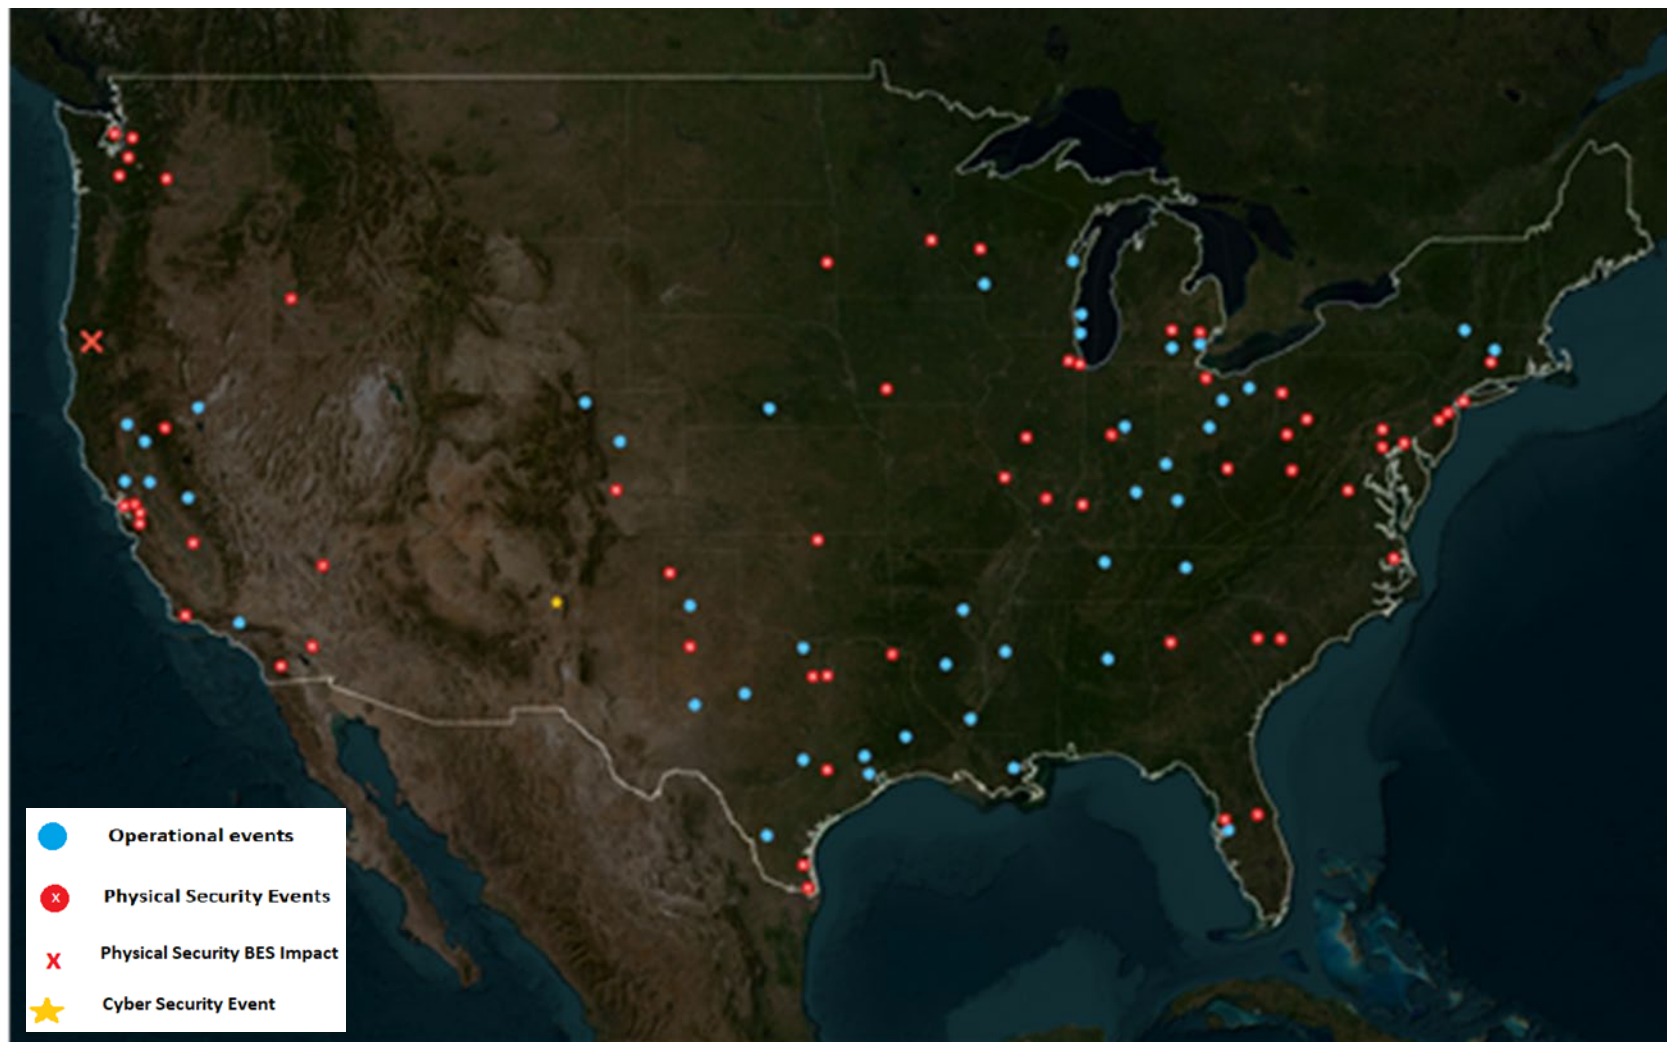 Operational events
x
Physical Security Events
x
Physical Security BES Impact
Cyber Security Event